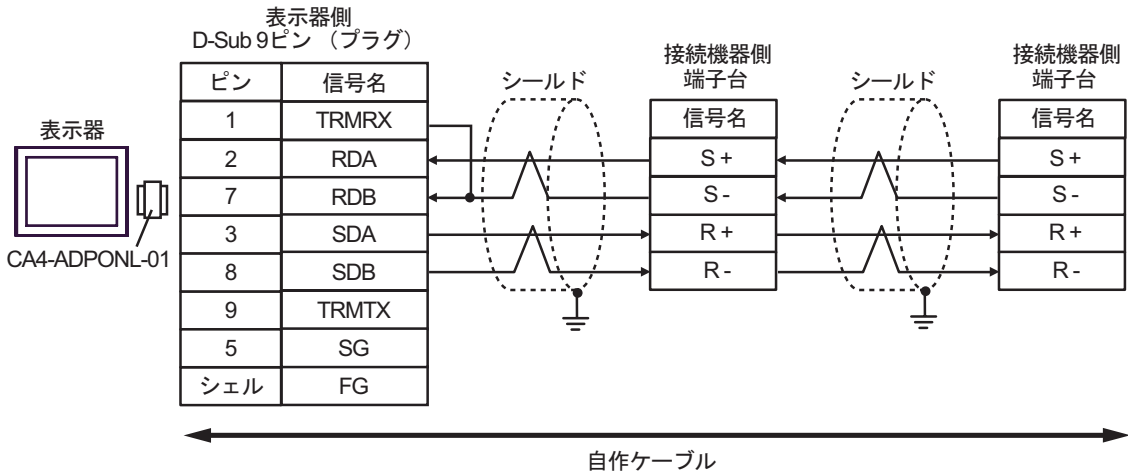 表示器側
D-Sub 9ピン （プラグ）
ピン 信号名
1 TRMRX
2 RDA
7 RDB
3 SDA
8 SDB
9 TRMTX
5 SG
シェル FG
表示器
CA4-ADPONL-01
シールド
接続機器側
端子台
信号名
S +
S -
R +
R -
シールド
接続機器側
端子台
信号名
S +
S -
R +
R -
自作ケーブル